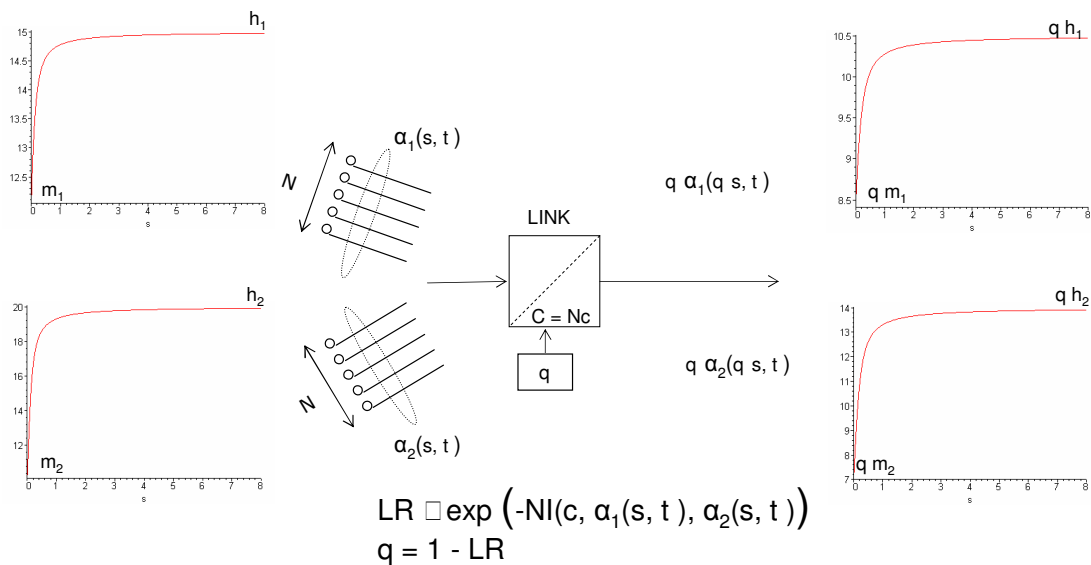 h₁
15
14.5
14
13.5
13
12.5
m₁
0 1 2 3 4 5 6 7 8
s
h₂
20
18
16
14
12
m₂
0 1 2 3 4 5 6 7 8
s
α₁(s, t )
N
N
α₂(s, t )
LINK
C = Nc
q
q α₁(q s, t)
q α₂(q s, t)
q h₁
10.5
10
9.5
9
8.5
q m₁
0 1 2 3 4 5 6 7 8
s
q h₂
14
13
12
11
10
9
8
7
q m₂
0 1 2 3 4 5 6 7 8
s
LR □ exp (-NI(c, α₁(s, t ), α₂(s, t ))
q = 1 - LR